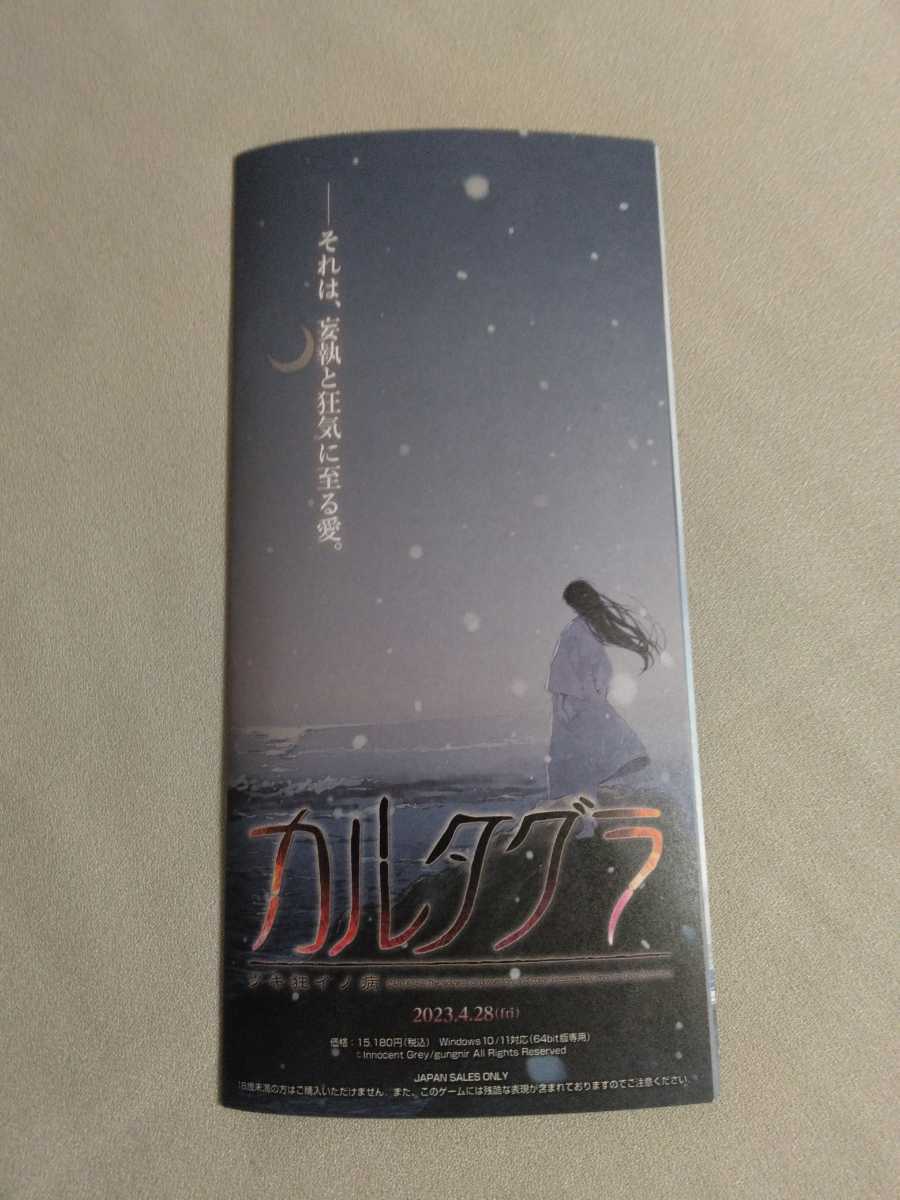 ――それは、妄執と狂気に至る愛。
カルタグラ
ツキ狂イノ病
2023.4.28(fri)
価格：15,180円(税込) Windows10/11対応(64bit版専用)
©Innocent Grey/gungnir All Rights Reserved
JAPAN SALES ONLY
18歳未満の方はご購入いただけません。また、このゲームには残酷な表現が含まれておりますのでご注意ください。